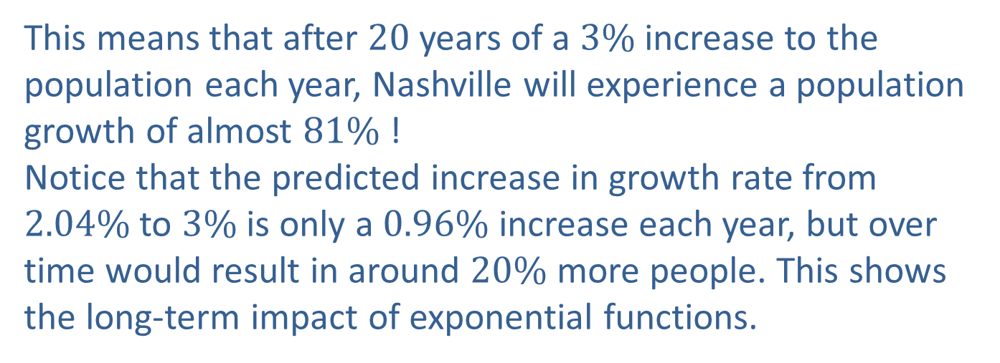 This means that after 20 years of a 3% increase to the
population each year, Nashville will experience a population
growth of almost 81% !
Notice that the predicted increase in growth rate from
2.04% to 3% is only a 0.96% increase each year, but over
time would result in around 20% more people. This shows
the long-term impact of exponential functions.